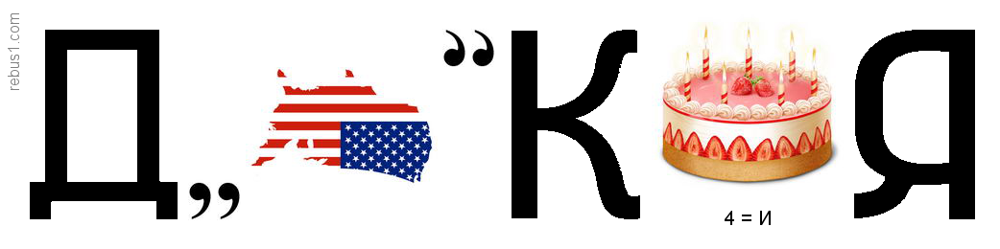 rebus1.com
Д,, ’’К Я
4 = И